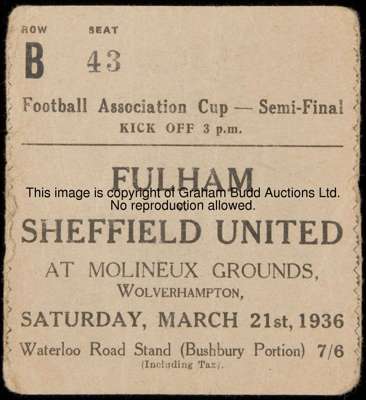 ROW SEAT
B 43
Football Association Cup — Semi-Final
KICK OFF 3 p.m.
FULHAM
This image is copyright of Graham Budd Auctions Ltd.
No reproduction allowed.
SHEFFIELD UNITED
AT MOLINEUX GROUNDS,
WOLVERHAMPTON,
SATURDAY, MARCH 21st, 1936
Waterloo Road Stand (Bushbury Portion) 7/6
(Including Tax).